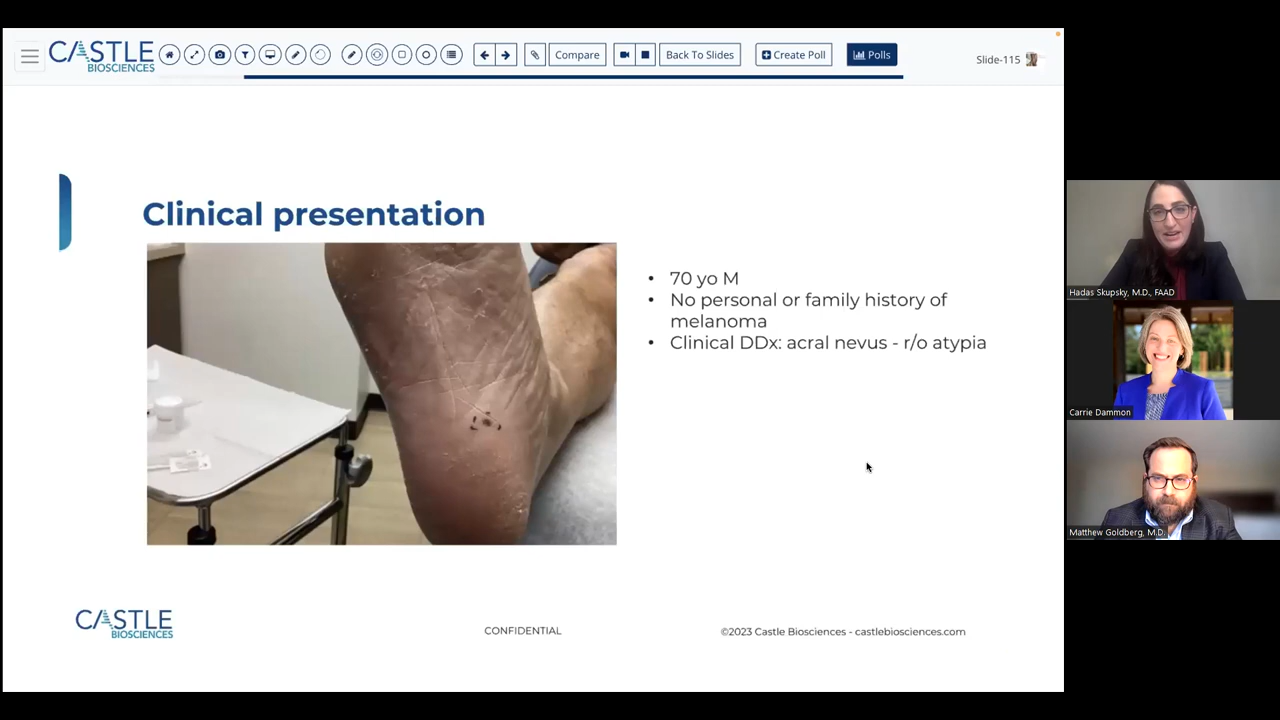 CASTLE
BIOSCIENCES
Compare
Back To Slides
Create Poll
Polls
Slide-115
Clinical presentation
• 70 yo M
• No personal or family history of
melanoma
• Clinical DDx: acral nevus - r/o atypia
CASTLE
BIOSCIENCES
CONFIDENTIAL
©2023 Castle Biosciences - castlebiosciences.com
Hadas Skupsky, M.D., FAAD
Carrie Dammon
Matthew Goldberg, M.D.